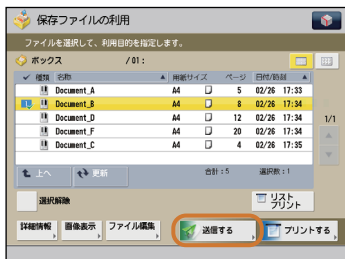 保存ファイルの利用
ファイルを選択して、利用目的を指定します。
ボックス /01:
種類 名称 ▲ 用紙サイズ ページ 日付/時刻 ▲
Document_A A4 5 02/26 17:33
Document_B A4 8 02/26 17:34
Document_D A4 12 02/26 17:34
Document_F A4 20 02/26 17:34
Document_C A4 4 02/26 17:35
1/1
上へ 更新 合計:5 選択数:1
選択解除 リストプリント
詳細情報 画像表示 ファイル編集 送信する プリントする